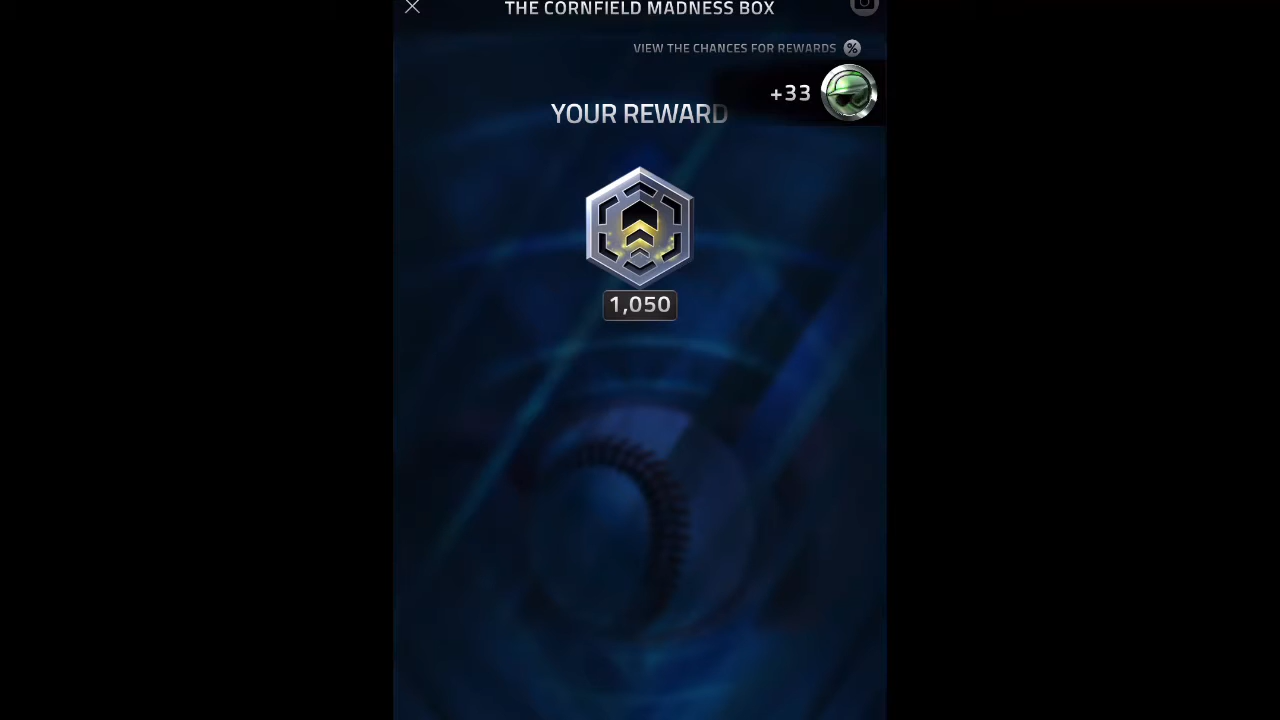 THE CORNFIELD MADNESS BOX
VIEW THE CHANCES FOR REWARDS %
+33
YOUR REWARD
1,050